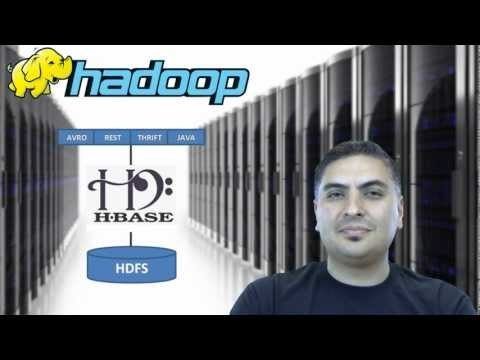 hadoop
AVRO REST THRIFT JAVA
H:BASE
HDFS